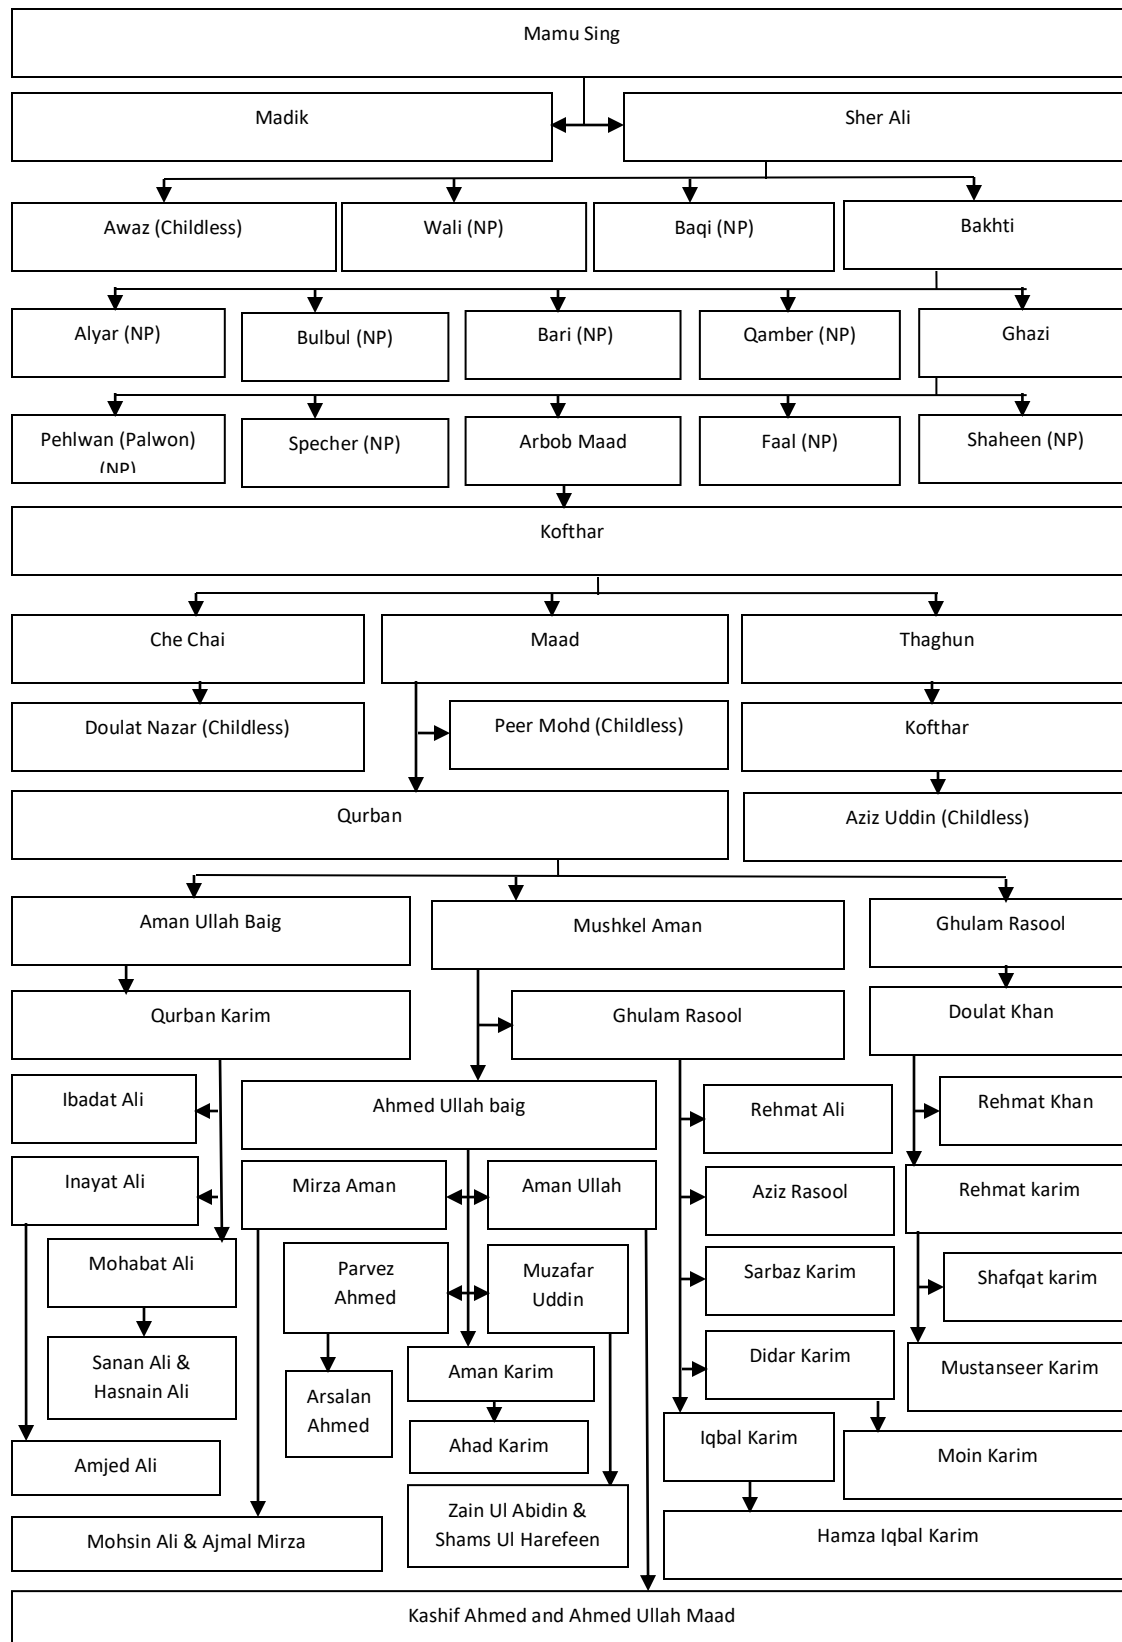 Mamu Sing
Madik
Sher Ali
Awaz (Childless)
Wali (NP)
Baqi (NP)
Bakhti
Alyar (NP)
Bulbul (NP)
Bari (NP)
Qamber (NP)
Ghazi
Pehlwan (Palwon)
(NP)
Specher (NP)
Arbob Maad
Faal (NP)
Shaheen (NP)
Kofthar
Che Chai
Maad
Thaghun
Doulat Nazar (Childless)
Peer Mohd (Childless)
Kofthar
Qurban
Aziz Uddin (Childless)
Aman Ullah Baig
Mushkel Aman
Ghulam Rasool
Qurban Karim
Ghulam Rasool
Doulat Khan
Ibadat Ali
Ahmed Ullah baig
Rehmat Ali
Rehmat Khan
Inayat Ali
Mirza Aman
Aman Ullah
Aziz Rasool
Rehmat karim
Mohabat Ali
Parvez
Ahmed
Muzafar
Uddin
Sarbaz Karim
Shafqat karim
Sanan Ali &
Hasnain Ali
Arsalan
Ahmed
Aman Karim
Didar Karim
Mustanseer Karim
Amjed Ali
Ahad Karim
Iqbal Karim
Moin Karim
Mohsin Ali & Ajmal Mirza
Zain Ul Abidin &
Shams Ul Harefeen
Hamza Iqbal Karim
Kashif Ahmed and Ahmed Ullah Maad